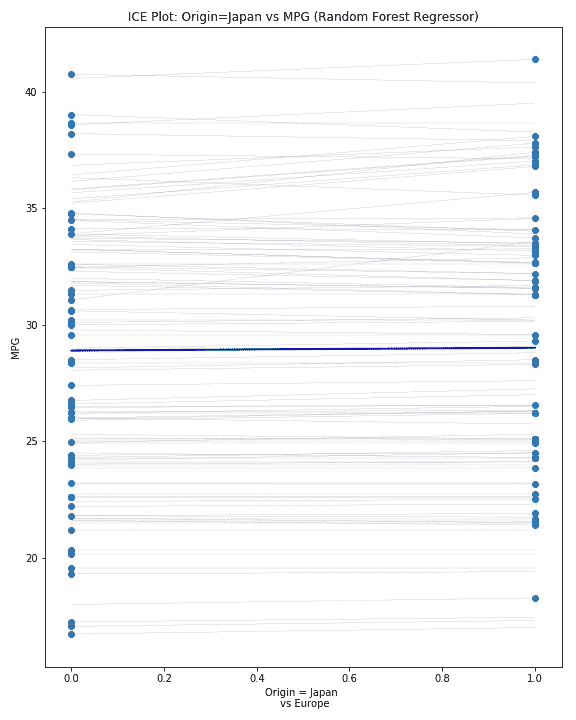 ICE Plot: Origin=Japan vs MPG (Random Forest Regressor)
40
35
30
25
20
MPG
0.0 0.2 0.4 0.6 0.8 1.0
Origin = Japan
vs Europe